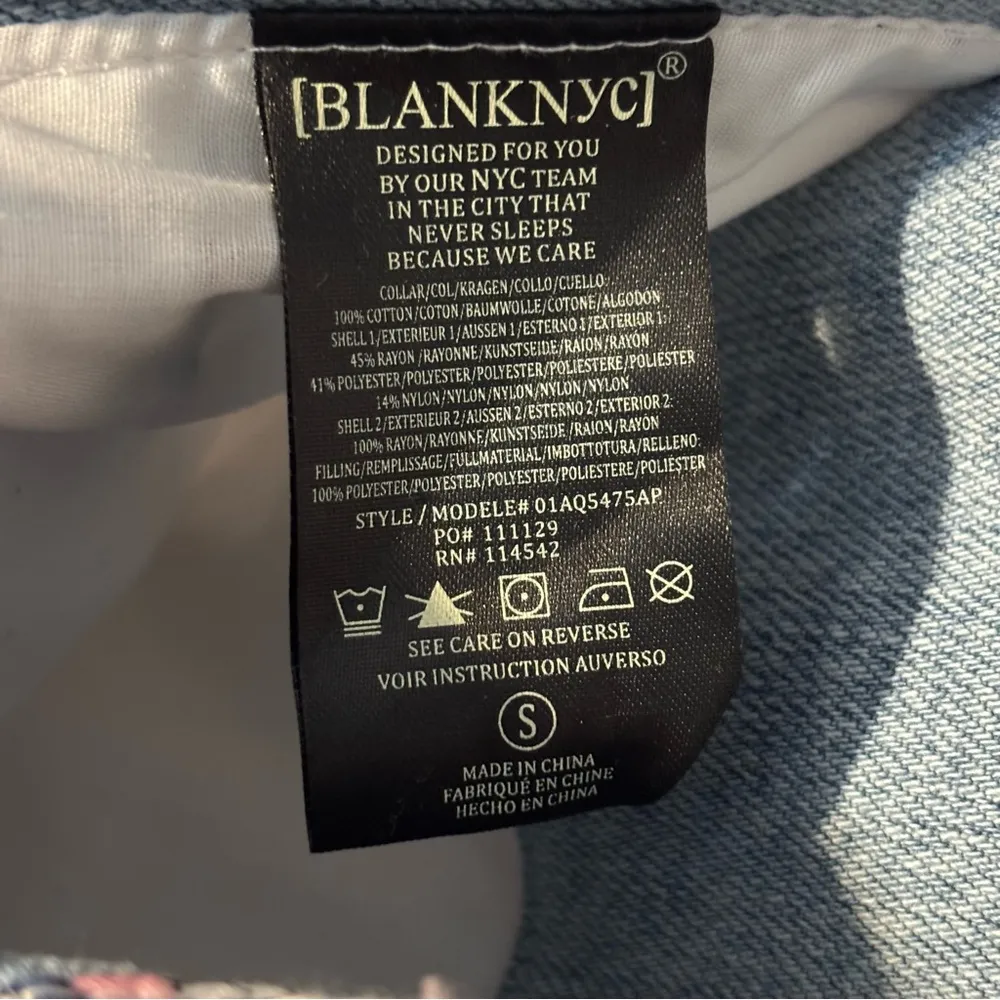 [BLANKNYC]®
DESIGNED FOR YOU
BY OUR NYC TEAM
IN THE CITY THAT
NEVER SLEEPS
BECAUSE WE CARE
COLLAR/COL/KRAGEN/COLLO/CUELLO:
100% COTTON/COTON/BAUMWOLLE/COTONE/ALGODON
SHELL 1/EXTERIEUR 1/AUSSEN 1/ESTERNO 1/EXTERIOR 1:
45% RAYON /RAYONNE/KUNSTSEIDE/RAION/RAYON
41% POLYESTER/POLYESTER/POLYESTER/POLIESTERE/POLIESTER
14% NYLON/NYLON/NYLON/NYLON/NYLON
SHELL 2/EXTERIEUR 2/AUSSEN 2/ESTERNO 2/EXTERIOR 2:
100% RAYON/RAYONNE/KUNSTSEIDE /RAION/RAYON
FILLING/REMPLISSAGE/FULLMATERIAL/IMBOTTOTURA/RELLENO:
100% POLYESTER/POLYESTER/POLYESTER/POLIESTERE/POLIESTER
STYLE / MODELE# 01AQ5475AP
PO# 111129
RN# 114542
SEE CARE ON REVERSE
VOIR INSTRUCTION AUVERSO
S
MADE IN CHINA
FABRIQUÉ EN CHINE
HECHO EN CHINA